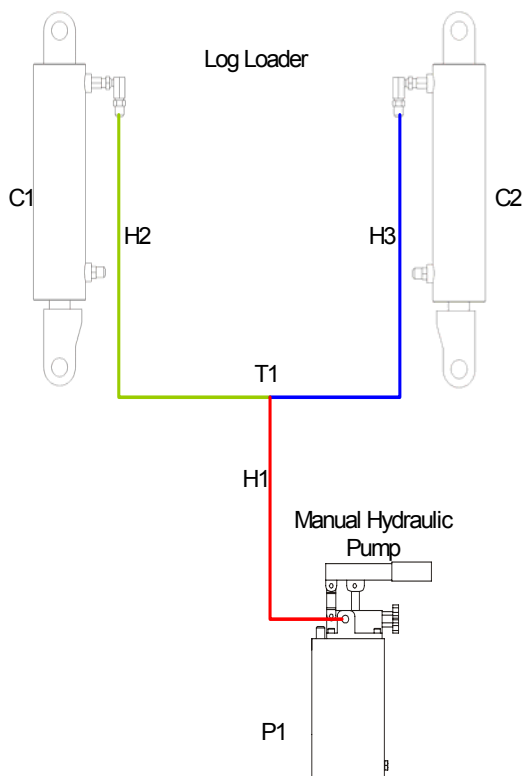 Log Loader
C1
C2
H2
H3
T1
H1
Manual Hydraulic
Pump
P1